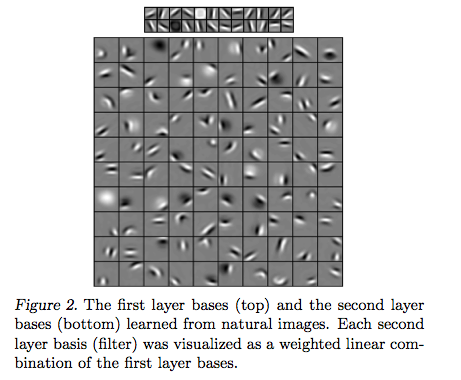 Figure 2. The first layer bases (top) and the second layer
bases (bottom) learned from natural images. Each second
layer basis (filter) was visualized as a weighted linear com-
bination of the first layer bases.